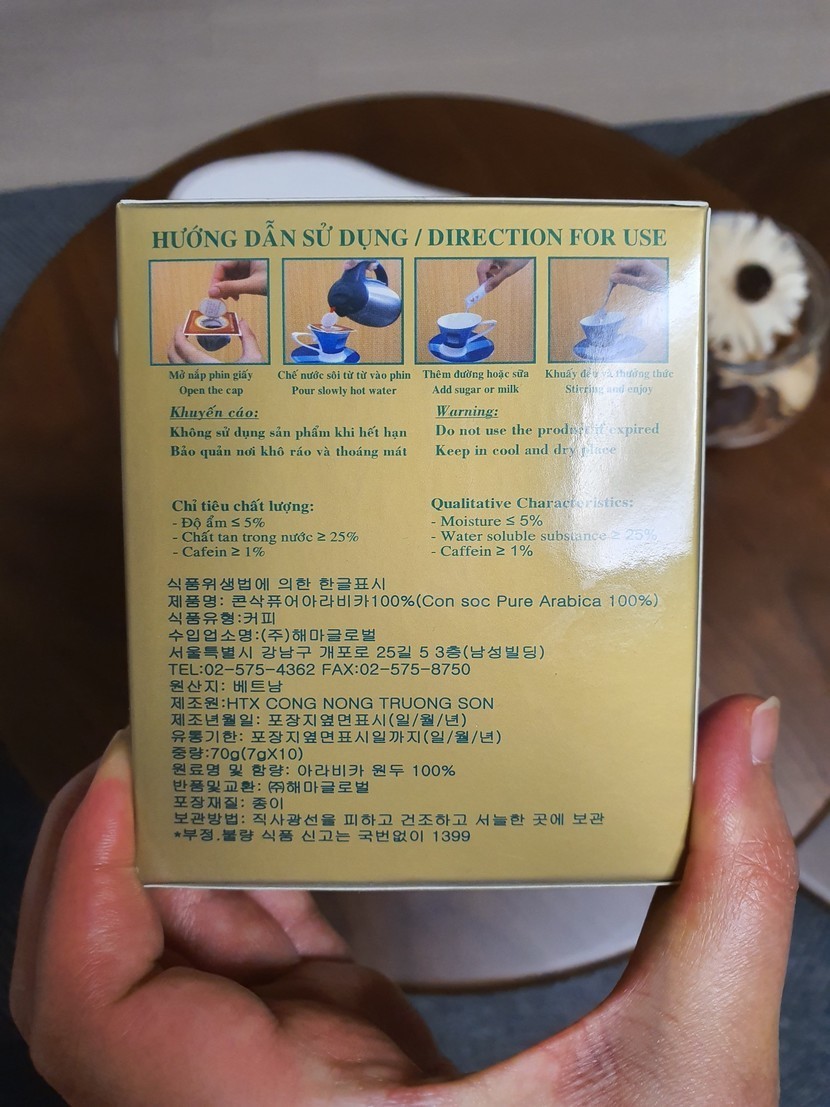 HƯỚNG DẪN SỬ DỤNG / DIRECTION FOR USE
Mở nắp phin giấy
Open the cap
Chế nước sôi từ từ vào phin
Pour slowly hot water
Thêm đường hoặc sữa
Add sugar or milk
Khuấy đều và thưởng thức
Stirring and enjoy
Khuyến cáo:
Không sử dụng sản phẩm khi hết hạn
Bảo quản nơi khô ráo và thoáng mát
Warning:
Do not use the product if expired
Keep in cool and dry place
Chỉ tiêu chất lượng:
- Độ ẩm ≤ 5%
- Chất tan trong nước ≥ 25%
- Cafein ≥ 1%
Qualitative Characteristics:
- Moisture ≤ 5%
- Water soluble substance ≥ 25%
- Caffein ≥ 1%
식품위생법에 의한 한글표시
제품명: 콘삭퓨어아라비카100%(Con soc Pure Arabica 100%)
식품유형:커피
수입업소명:(주)해마글로벌
서울특별시 강남구 개포로 25길 5 3층(남성빌딩)
TEL:02-575-4362 FAX:02-575-8750
원산지: 베트남
제조원:HTX CONG NONG TRUONG SON
제조년월일: 포장지옆면표시(일/월/년)
유통기한: 포장지옆면표시일까지(일/월/년)
중량:70g(7gX10)
원료명 및 함량: 아라비카 원두 100%
반품및교환: ㈜해마글로벌
포장재질: 종이
보관방법: 직사광선을 피하고 건조하고 서늘한 곳에 보관
*부정.불량 식품 신고는 국번없이 1399